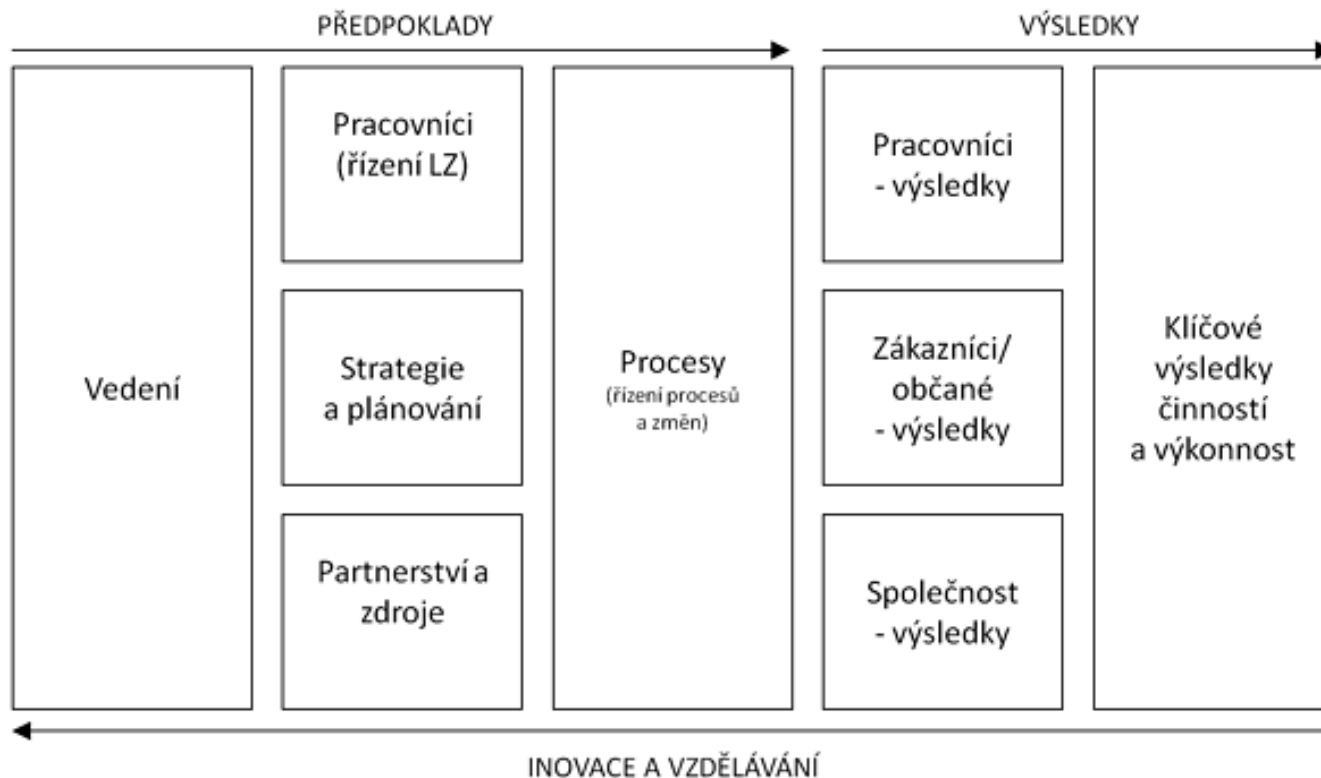 PŘEDPOKLADY
VÝSLEDKY
Vedení
Pracovníci
(řízení LZ)
Strategie
a plánování
Partnerství a
zdroje
Procesy
(řízení procesů
a změn)
Pracovníci
- výsledky
Zákazníci/
občané
- výsledky
Společnost
- výsledky
Klíčové
výsledky
činností
a výkonnost
INOVACE A VZDĚLÁVÁNÍ